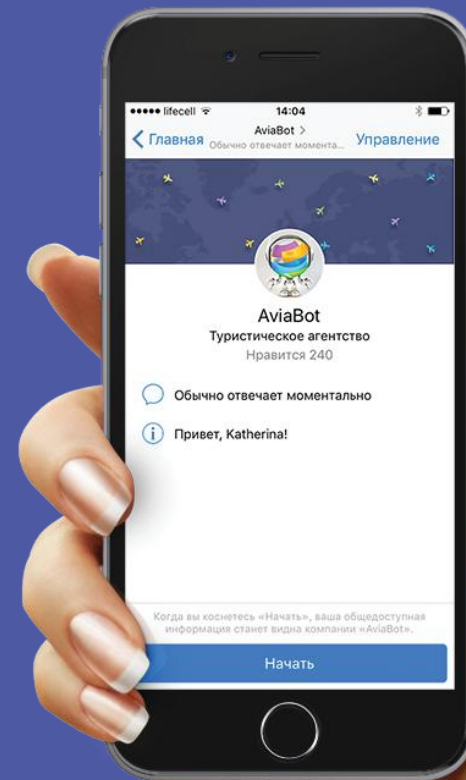 lifecell
14:04
Главная
AviaBot >
Управление
Обычно отвечает момента...
AviaBot
Туристическое агентство
Нравится 240
Обычно отвечает моментально
Привет, Katherina!
Когда вы коснетесь «Начать», ваша общедоступная
информация станет видна компании «AviaBot».
Начать